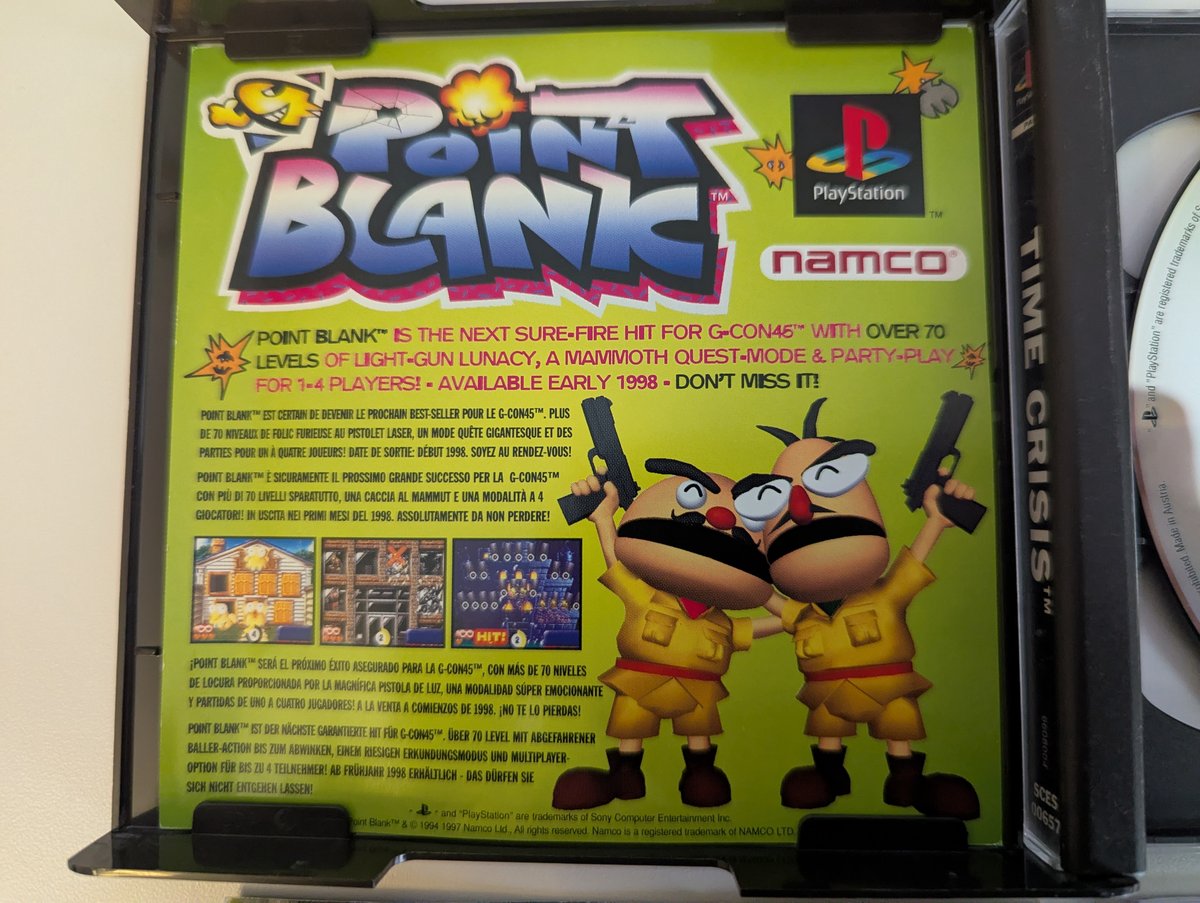 POINT
BLANK™
PlayStation
™
namco®
POINT BLANK™ IS THE NEXT SURE-FIRE HIT FOR G-CON45™ WITH OVER 70
LEVELS OF LIGHT-GUN LUNACY, A MAMMOTH QUEST-MODE & PARTY-PLAY
FOR 1-4 PLAYERS! - AVAILABLE EARLY 1998 - DON'T MISS IT!
POINT BLANK™ EST CERTAIN DE DEVENIR LE PROCHAIN BEST-SELLER POUR LE G-CON45™. PLUS
DE 70 NIVEAUX DE FOLIC FURIEUSE AU PISTOLET LASER, UN MODE QUÊTE GIGANTESQUE ET DES
PARTIES POUR UN À QUATRE JOUEURS! DATE DE SORTIE: DÉBUT 1998. SOYEZ AU RENDEZ-VOUS!
POINT BLANK™ È SICURAMENTE IL PROSSIMO GRANDE SUCCESSO PER LA G-CON45™
CON PIÙ DI 70 LIVELLI SPARATUTTO, UNA CACCIA AL MAMMUT E UNA MODALITÀ A 4
GIOCATORI! IN USCITA NEI PRIMI MESI DEL 1998. ASSOLUTAMENTE DA NON PERDERE!
HIT!
2
2
¡POINT BLANK™ SERÁ EL PRÓXIMO ÉXITO ASEGURADO PARA LA G-CON45™, CON MÁS DE 70 NIVELES
DE LOCURA PROPORCIONADA POR LA MAGNÍFICA PISTOLA DE LUZ, UNA MODALIDAD SÚPER EMOCIONANTE
Y PARTIDAS DE UNO A CUATRO JUGADORES! A LA VENTA A COMIENZOS DE 1998. ¡NO TE LO PIERDAS!
POINT BLANK™ IST DER NÄCHSTE GARANTIERTE HIT FÜR G-CON45™. ÜBER 70 LEVEL MIT ABGEFAHRENER
BALLER-ACTION BIS ZUM ABWINKEN, EINEM RIESIGEN ERKUNDUNGSMODUS UND MULTIPLAYER-
OPTION FÜR BIS ZU 4 TEILNEHMER! AB FRÜHJAHR 1998 ERHÄLTLICH - DAS DÜRFEN SIE
SICH NICHT ENTGEHEN LASSEN!
" " and "PlayStation" are trademarks of Sony Computer Entertainment Inc.
Point Blank™ & © 1994 1997 Namco Ltd., All rights reserved. Namco is a registered trademark of NAMCO LTD.
TIME CRISIS™
SCES
00657
" " and "PlayStation" are registered trademarks of S
Made in Austria.